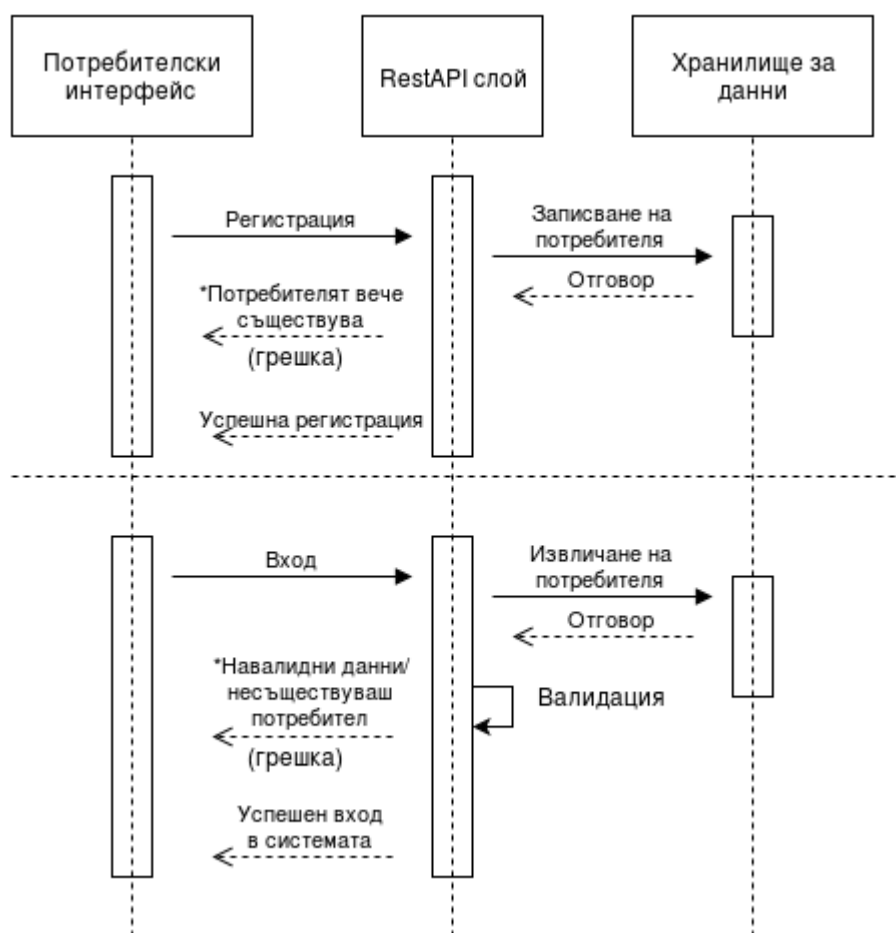 Потребителски
интерфейс
RestAPI слой
Хранилище за
данни
Регистрация
Записване на
потребителя
Отговор
*Потребителят вече
съществува
(грешка)
Успешна регистрация
Вход
Извличане на
потребителя
Отговор
*Навалидни данни/
несъществуваш
потребител
(грешка)
Валидация
Успешен вход
в системата